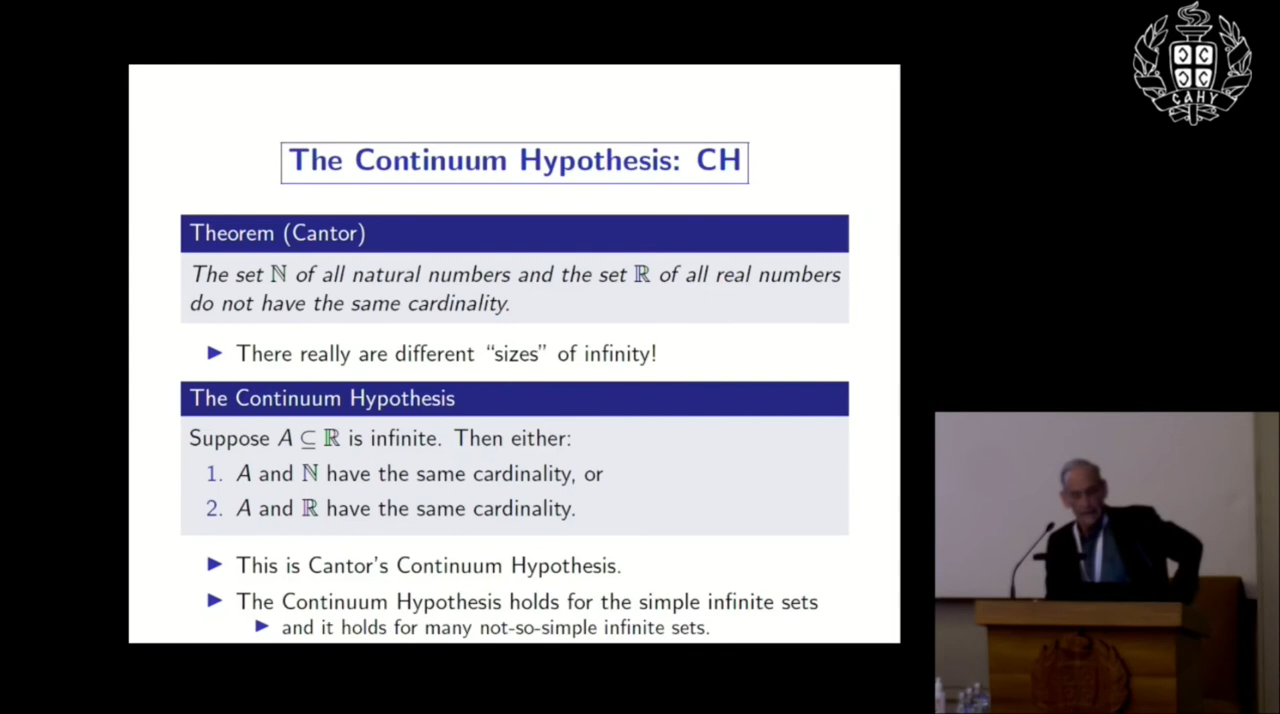 The Continuum Hypothesis: CH
Theorem (Cantor)
The set ℕ of all natural numbers and the set ℝ of all real numbers
do not have the same cardinality.
▶ There really are different “sizes” of infinity!
The Continuum Hypothesis
Suppose A ⊆ ℝ is infinite. Then either:
1. A and ℕ have the same cardinality, or
2. A and ℝ have the same cardinality.
▶ This is Cantor’s Continuum Hypothesis.
▶ The Continuum Hypothesis holds for the simple infinite sets
▶ and it holds for many not-so-simple infinite sets.
САНУ